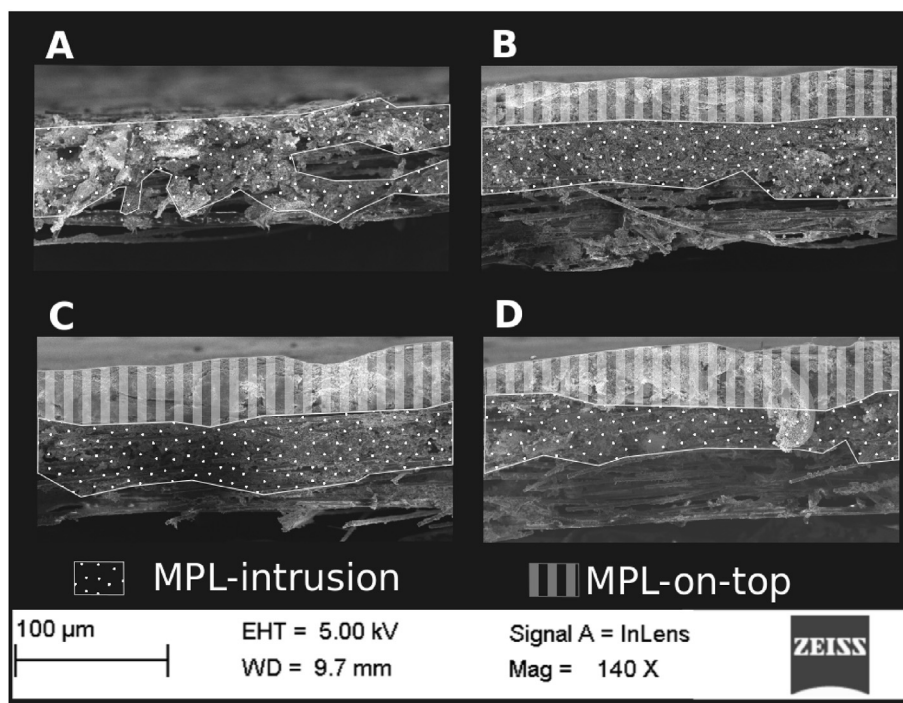 A
B
C
D
MPL-intrusion
MPL-on-top
100 µm
EHT = 5.00 kV
Signal A = InLens
WD = 9.7 mm
Mag = 140 X
ZEISS